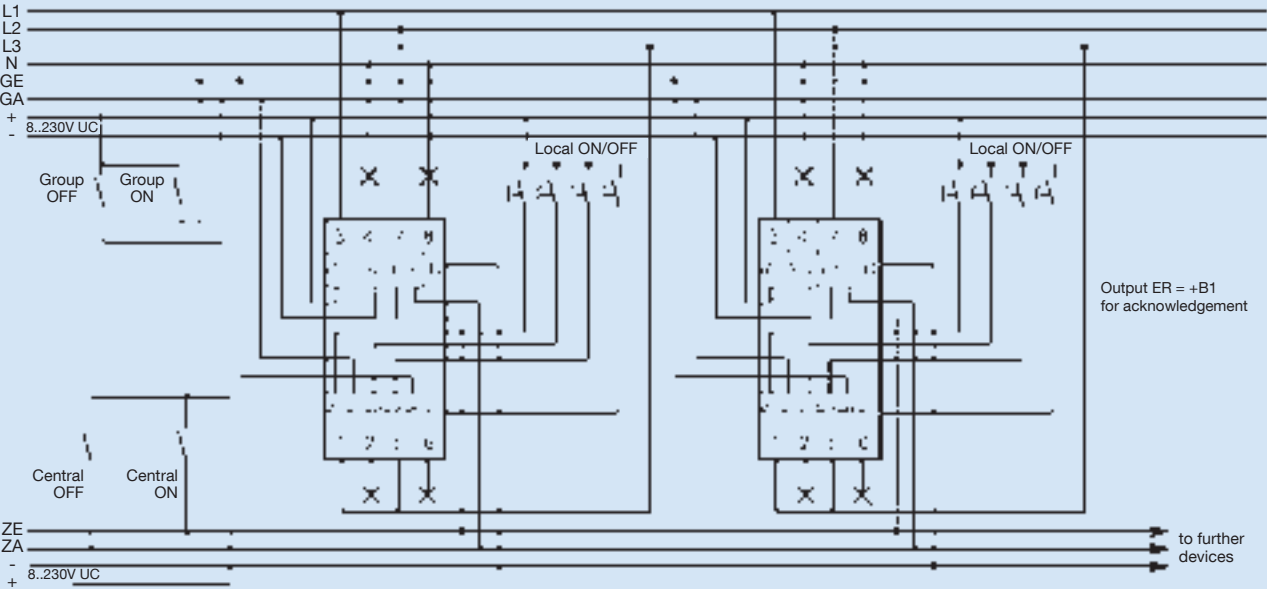 L1
L2
L3
N
GE
GA
+
8..230V UC
-
Local ON/OFF
Local ON/OFF
Group
OFF
Group
ON
Output ER = +B1
for acknowledgement
Central
OFF
Central
ON
ZE
ZA
to further
devices
-
8..230V UC
+